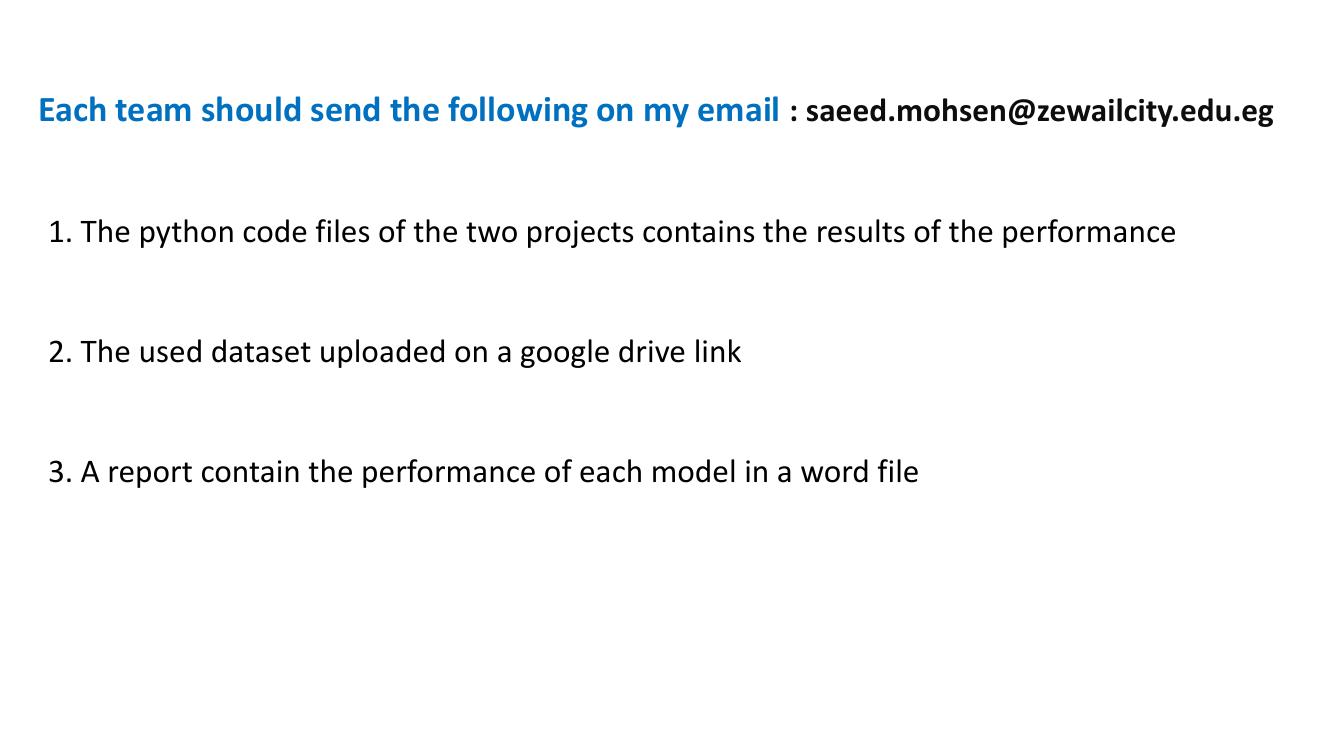 Each team should send the following on my email : saeed.mohsen@zewailcity.edu.eg
1. The python code files of the two projects contains the results of the performance
2. The used dataset uploaded on a google drive link
3. A report contain the performance of each model in a word file